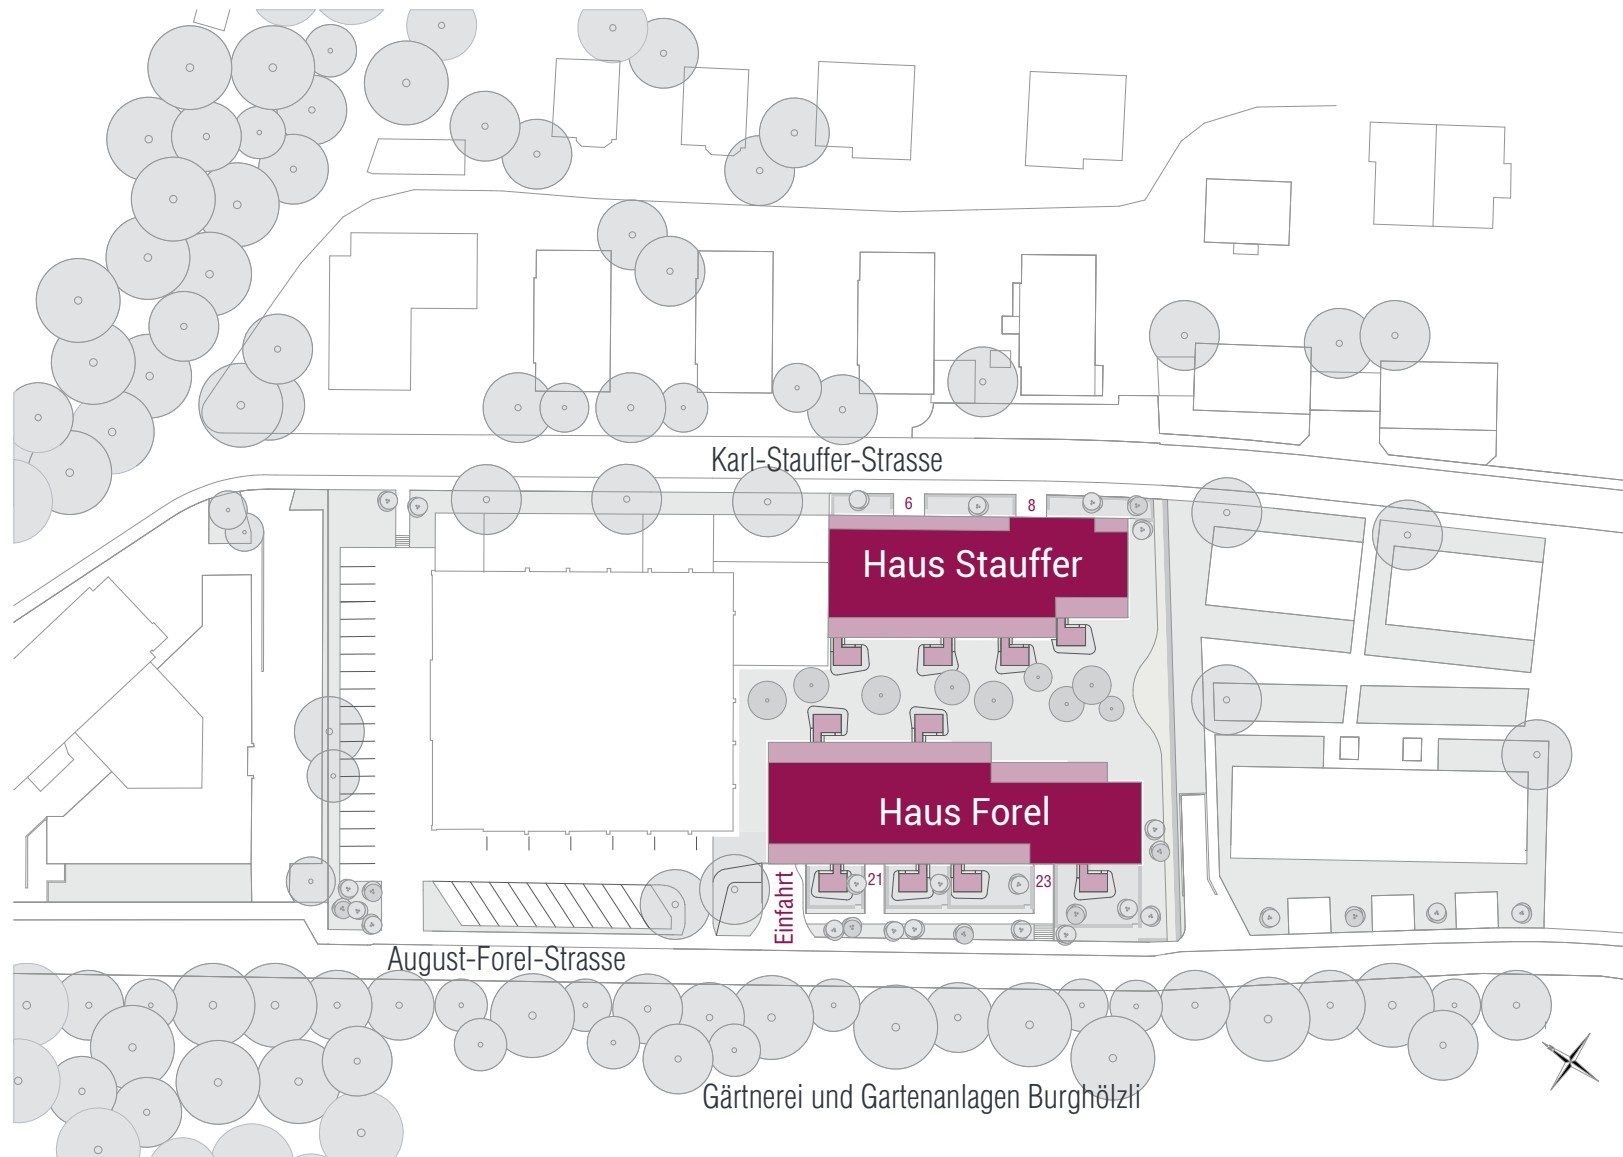 Karl-Stauffer-Strasse
6
8
Haus Stauffer
Haus Forel
Einfahrt
21
23
August-Forel-Strasse
Gärtnerei und Gartenanlagen Burghölzli